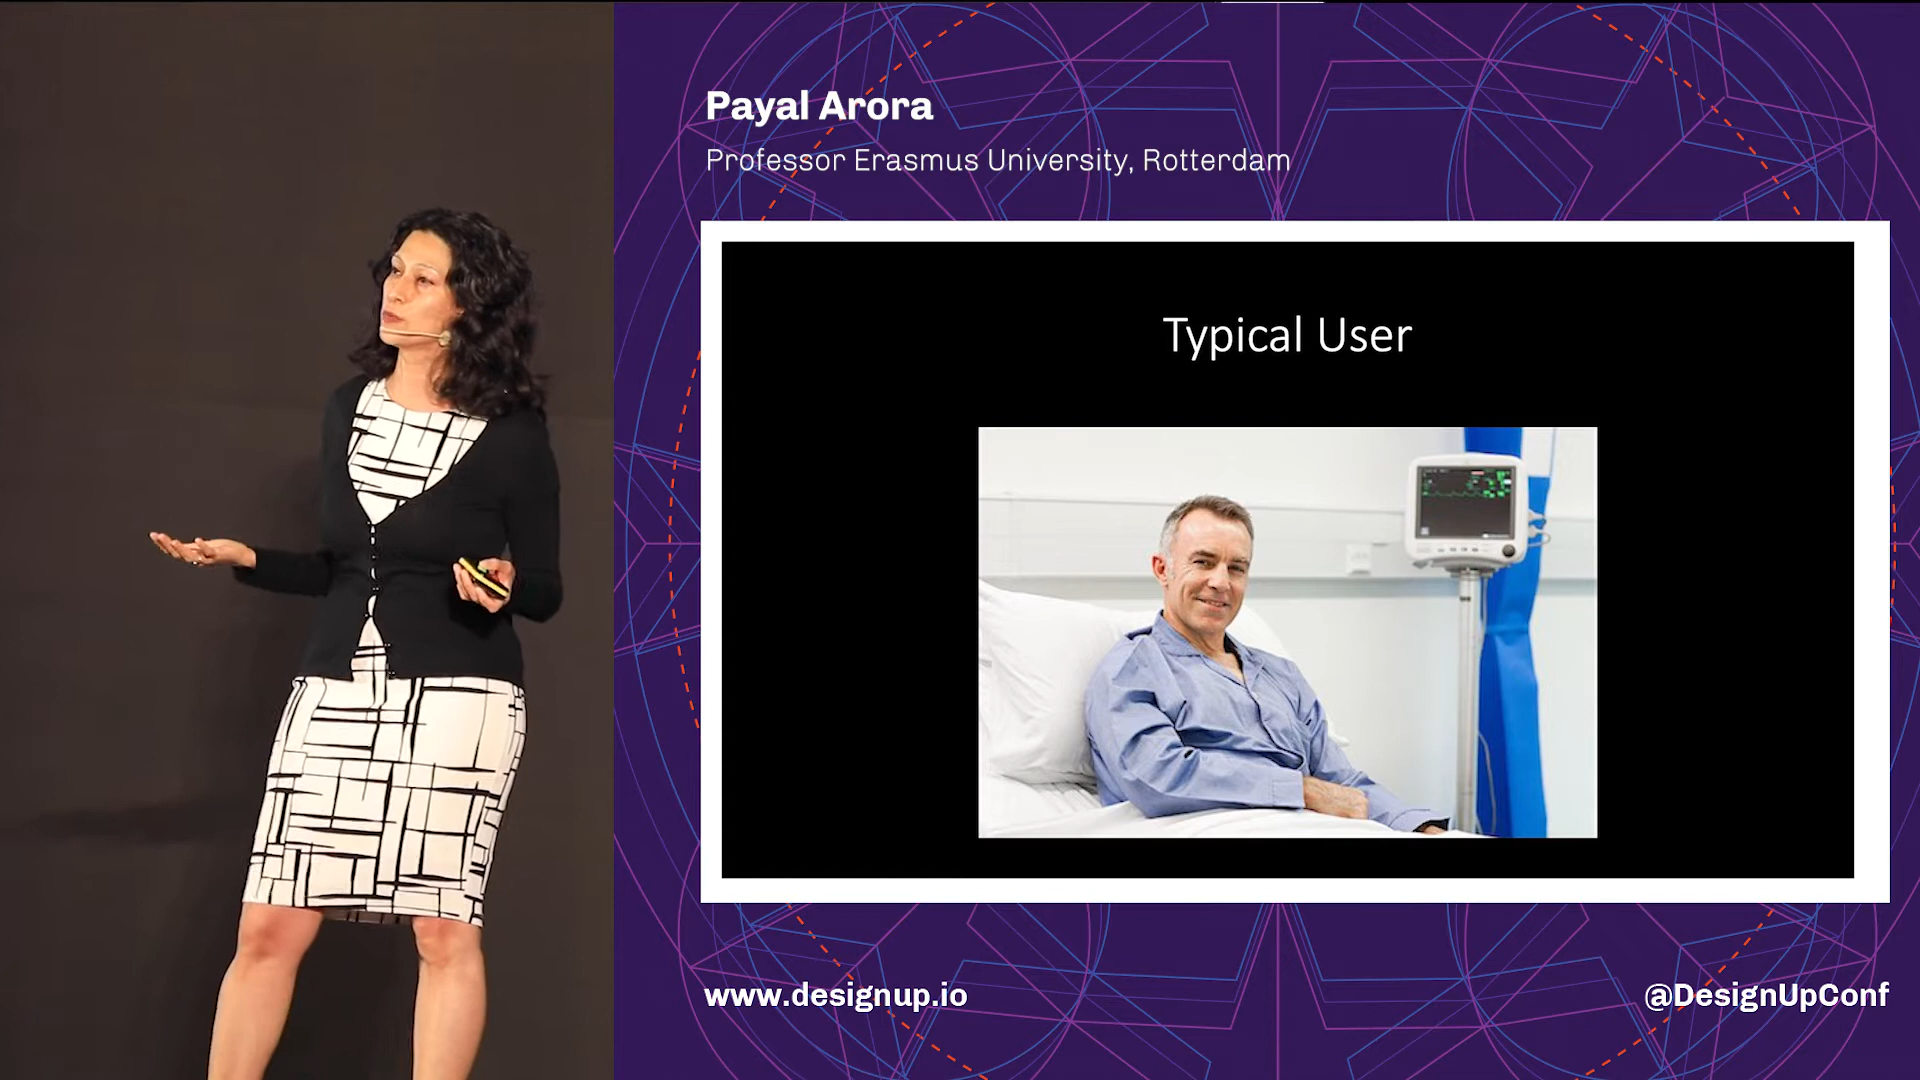 Payal Arora
Professor Erasmus University, Rotterdam
Typical User
www.designup.io
@DesignUpConf